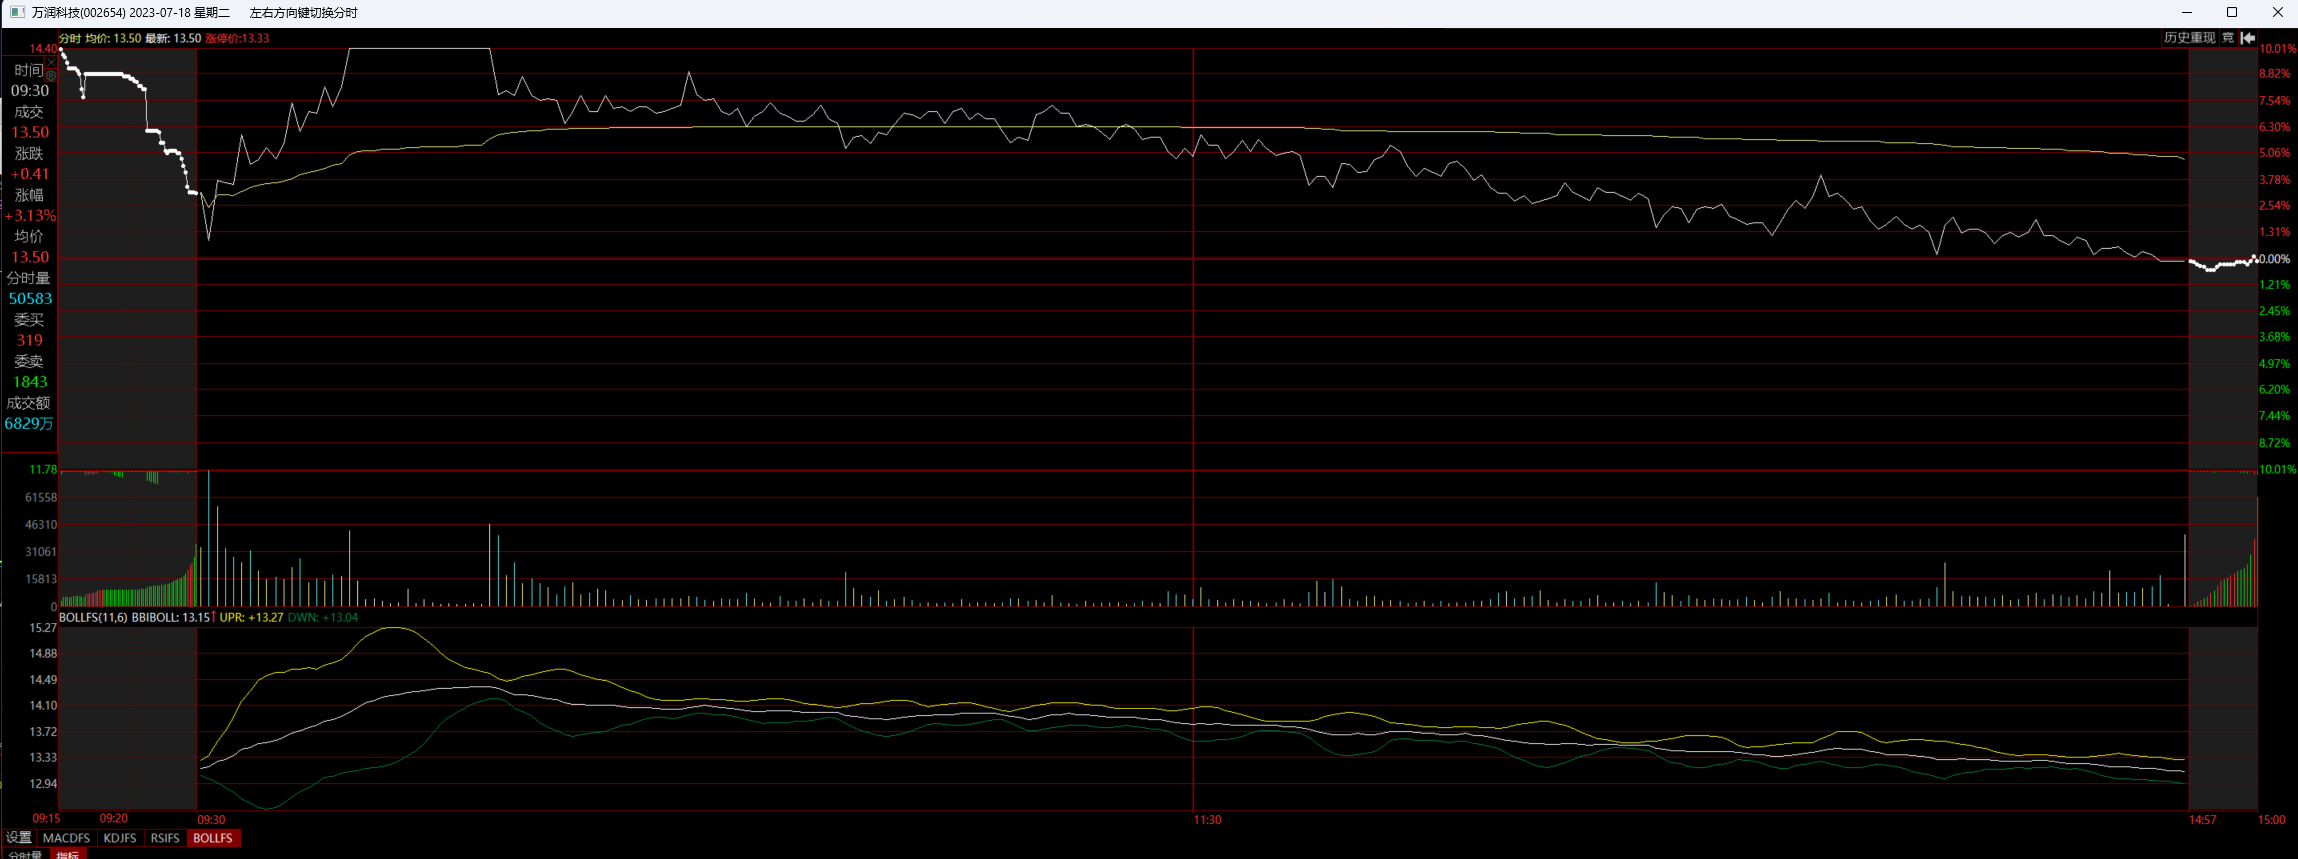 万润科技(002654) 2023-07-18 星期二 左右方向键切换分时
分时 均价: 13.50 最新: 13.50 涨停价:13.33
历史重现 竞
14.40
10.01%
时间
09:30
成交
13.50
涨跌
+0.41
涨幅
+3.13%
均价
13.50
分时量
50583
委买
319
委卖
1843
成交额
6829万
8.82%
7.54%
6.30%
5.06%
3.78%
2.54%
1.31%
0.00%
1.21%
2.45%
3.68%
4.97%
6.20%
7.44%
8.72%
10.01%
11.78
61558
46310
31061
15813
0
BOLLFS(11,6) BBIBOLL: 13.15↑ UPR: +13.27 DWN: +13.04
15.27
14.88
14.49
14.10
13.72
13.33
12.94
09:15 09:20 09:30 11:30 14:57 15:00
设置 MACDFS KDJFS RSIFS BOLLFS
分时量 指标